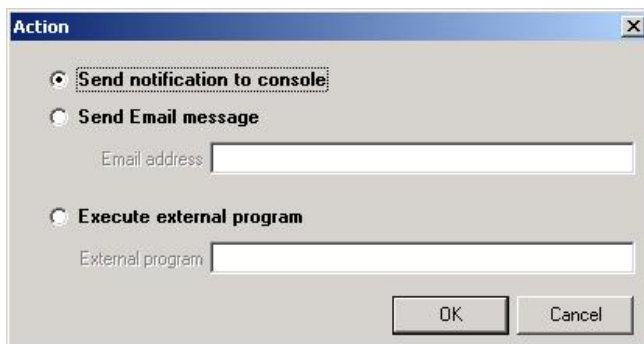 Action
Send notification to console
Send Email message
Email address
Execute external program
External program
OK Cancel